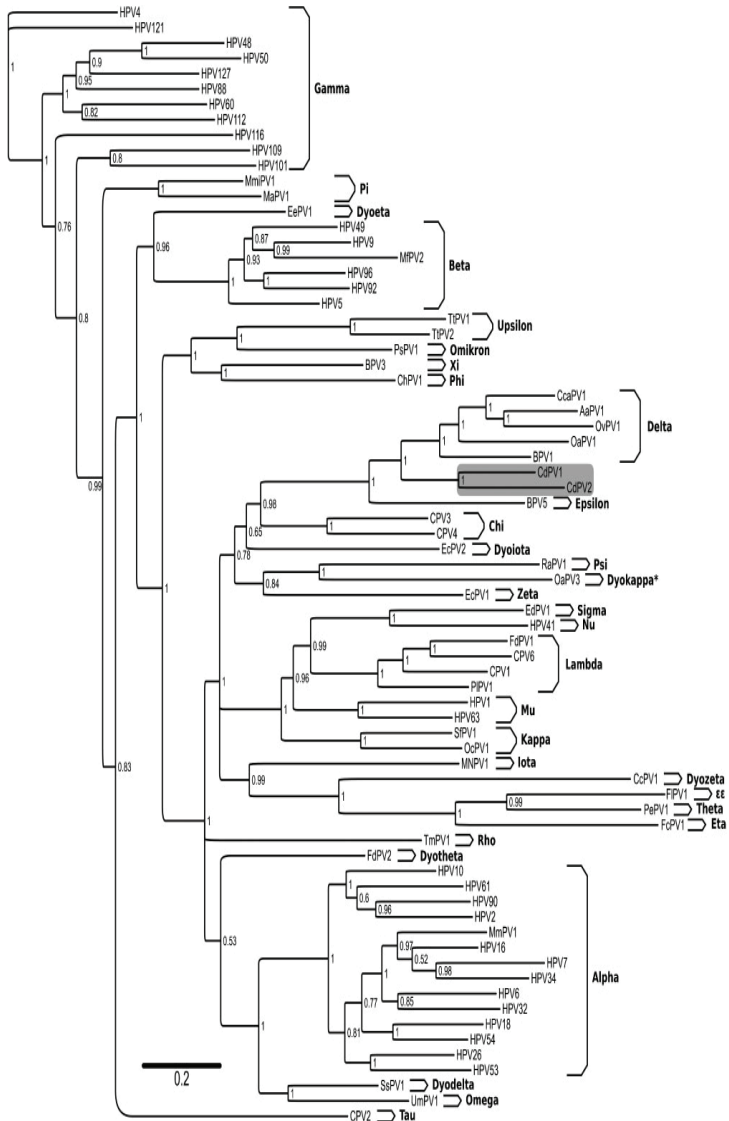 HPV4
HPV121
1
HPV48
1
HPV50
0.9
HPV127
0.95
HPV88
1
Gamma
HPV60
0.82
HPV112
HPV116
1
HPV109
0.8
HPV101
MmiPV1
1
Pi
MaPV1
0.76
EePV1
Dyoeta
HPV49
0.87
HPV9
0.96
0.99
MfPV2
0.93
Beta
HPV96
1
HPV92
1
HPV5
0.8
TtPV1
1
Upsilon
TtPV2
1
PsPV1
Omikron
1
BPV3
Xi
1
ChPV1
Phi
CcaPV1
1
AaPV1
1
OvPV1
1
Delta
OaPV1
1
BPV1
1
CdPV1
1
CdPV2
0.99
1
BPV5
Epsilon
0.98
CPV3
1
Chi
CPV4
0.65
EcPV2
Dyoiota
0.78
RaPV1
Psi
1
OaPV3
Dyokappa*
0.84
EcPV1
Zeta
1
EdPV1
Sigma
1
HPV41
Nu
0.99
FdPV1
1
CPV6
1
Lambda
CPV1
1
PlPV1
0.96
HPV1
1
Mu
HPV63
1
SfPV1
1
Kappa
OcPV1
1
MNPV1
Iota
0.99
CcPV1
Dyozeta
1
FlPV1
εε
0.99
PePV1
Theta
1
FcPV1
Eta
0.83
1
TmPV1
Rho
FdPV2
Dyotheta
HPV10
1
HPV61
0.6
HPV90
0.96
HPV2
0.53
MmPV1
0.97
HPV16
1
0.52
HPV7
0.98
HPV34
1
Alpha
HPV6
0.77
0.85
HPV32
HPV18
1
HPV54
0.81
HPV26
1
HPV53
1
0.2
SsPV1
Dyodelta
1
UmPV1
Omega
CPV2
Tau